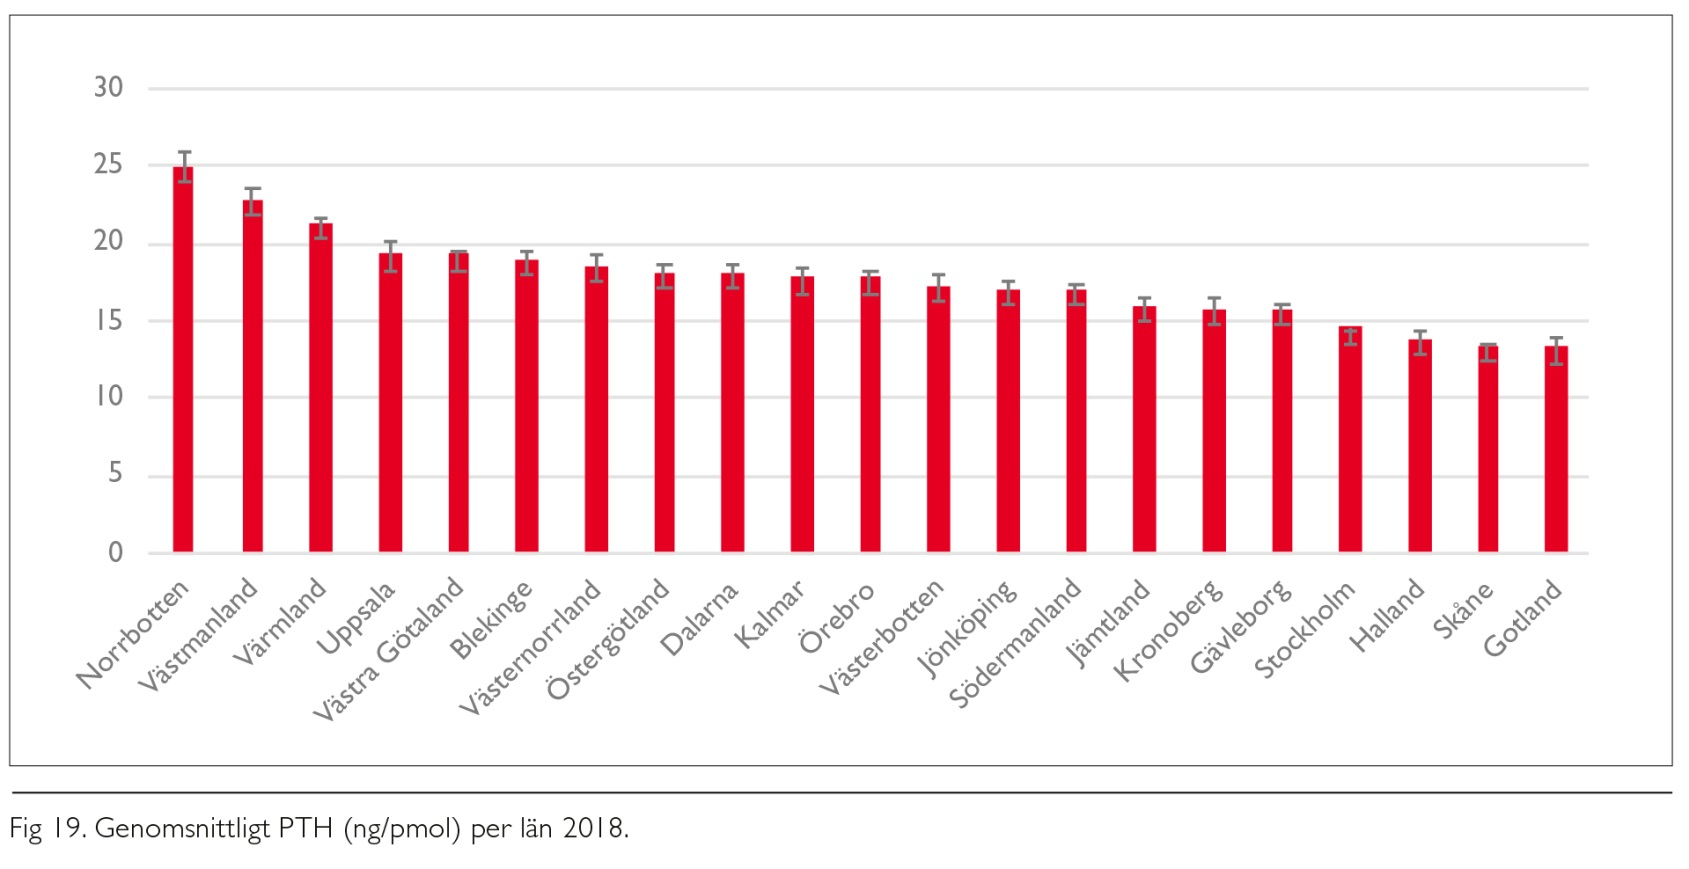 30
25
20
15
10
5
0
Norrbotten
Västmanland
Värmland
Uppsala
Västra Götaland
Blekinge
Västernorrland
Östergötland
Dalarna
Kalmar
Örebro
Västerbotten
Jönköping
Södermanland
Jämtland
Kronoberg
Gävleborg
Stockholm
Halland
Skåne
Gotland
Fig 19. Genomsnittligt PTH (ng/pmol) per län 2018.